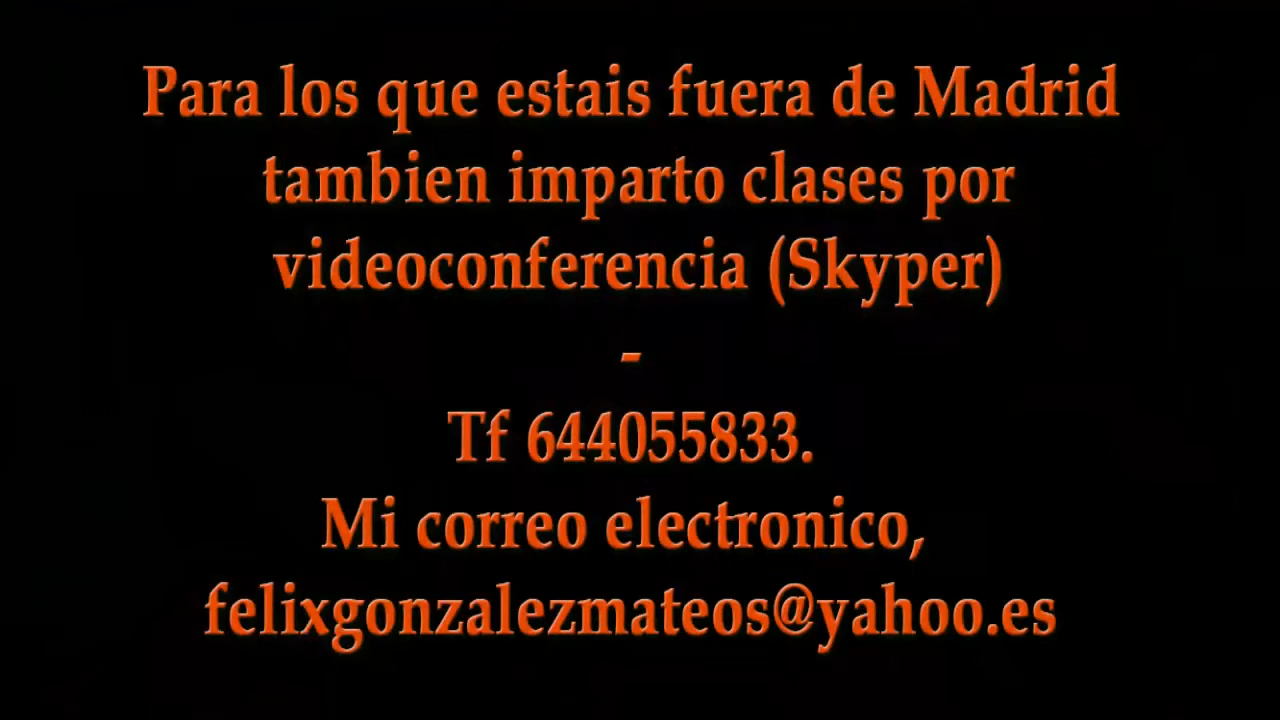 Para los que estais fuera de Madrid
tambien imparto clases por
videoconferencia (Skyper)
-
Tf 644055833.
Mi correo electronico,
felixgonzalezmateos@yahoo.es